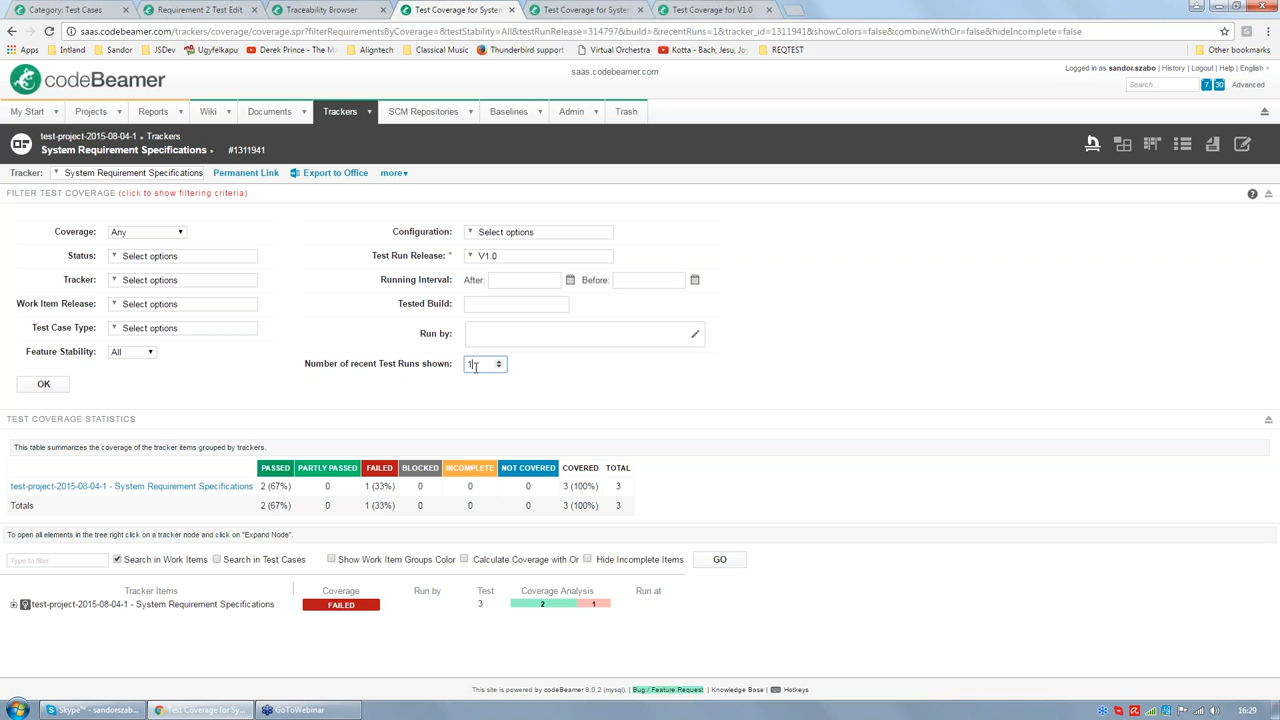 Category: Test Cases
Requirement 2 Test Edit
Traceability Browser
Test Coverage for System
Test Coverage for System
Test Coverage for V1.0
saas.codebeamer.com/trackers/coverage/coverage.spr?filterRequirementsByCoverage=&testStability=All&testRunRelease=314797&build=&recentRuns=1&tracker_id=1311941&showColors=false&combineWithOr=false&hideIncomplete=false
Apps Intland Sandor JSDev Ugyfelkapu Derek Prince - The Ma Aligntech Classical Music Thunderbird support Virtual Orchestra Kotta - Bach, Jesu, Jo REQTEST Other bookmarks
codeBeamer
saas.codebeamer.com
Logged in as sandor.szabo | History | Logout | Help | English
Search... 7 30 Advanced
My Start Projects Reports Wiki Documents Trackers SCM Repositories Baselines Admin Trash
test-project-2015-08-04-1 Trackers
System Requirement Specifications #1311941
Tracker: System Requirements Specifications Permanent Link Export to Office more
FILTER TEST COVERAGE (click to show filtering criteria)
Coverage: Any Configuration: Select options
Status: Select options Test Run Release: * V1.0
Tracker: Select options Running Interval: After: Before:
Work Item Release: Select options Tested Build:
Test Case Type: Select options Run by:
Feature Stability: All Number of recent Test Runs shown: 1
OK
TEST COVERAGE STATISTICS
This table summarizes the coverage of the tracker items grouped by trackers.
PASSED PARTLY PASSED FAILED BLOCKED INCOMPLETE NOT COVERED COVERED TOTAL
test-project-2015-08-04-1 - System Requirement Specifications 2 (67%) 0 1 (33%) 0 0 0 3 (100%) 3
Totals 2 (67%) 0 1 (33%) 0 0 0 3 (100%) 3
To open all elements in the tree right click on a tracker node and click on "Expand Node".
Type to filter Search in Work Items Search in Test Cases Show Work Item Groups Color Calculate Coverage with Or Hide Incomplete Items GO
Tracker Items Coverage Run by Test Coverage Analysis Run at
test-project-2015-08-04-1 - System Requirement Specifications FAILED 3 2 1
This site is powered by codeBeamer 8.0.2 (mysql). | Bug / Feature Request | Knowledge Base | Hotkeys
Skype™ - sandorszab... Test Coverage for Sy... GoToWebinar 16:29